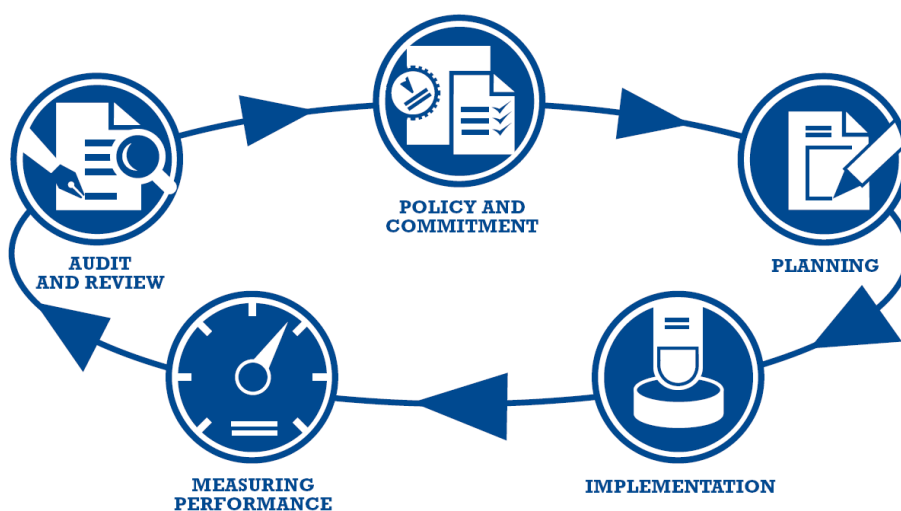 POLICY AND
COMMITMENT
AUDIT
AND REVIEW
PLANNING
MEASURING
PERFORMANCE
IMPLEMENTATION